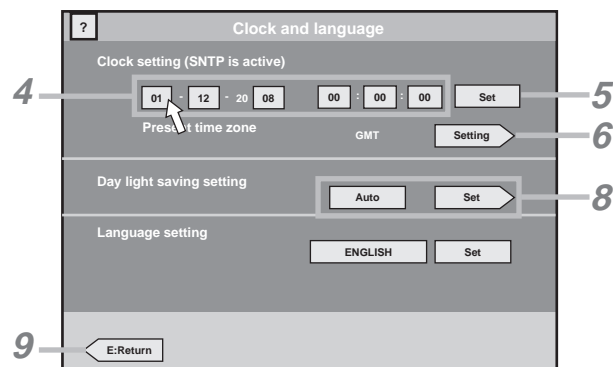 ? Clock and language
Clock setting (SNTP is active)
4 01 - 12 - 20 08 00 : 00 : 00 Set 5
Present time zone GMT Setting 6
Day light saving setting
Auto Set 8
Language setting
ENGLISH Set
9 E:Return